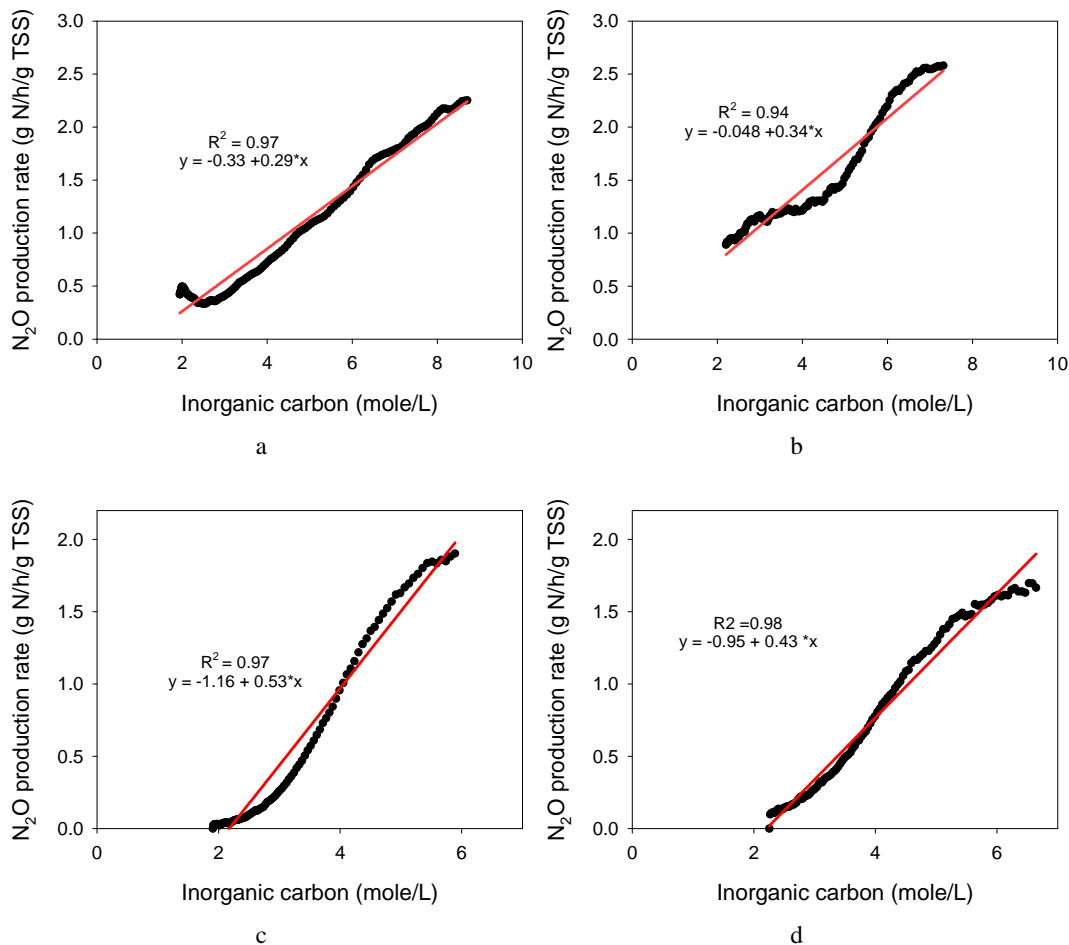 N₂O production rate (g N/h/g TSS)
3.0
2.5
2.0
1.5
1.0
0.5
0.0
R² = 0.97
y = -0.33 +0.29*x
0 2 4 6 8 10
Inorganic carbon (mole/L)
a
N₂O production rate (g N/h/g TSS)
3.0
2.5
2.0
1.5
1.0
0.5
0.0
R² = 0.94
y = -0.048 +0.34*x
0 2 4 6 8 10
Inorganic carbon (mole/L)
b
N₂O production rate (g N/h/g TSS)
2.0
1.5
1.0
0.5
0.0
R² = 0.97
y = -1.16 + 0.53*x
0 2 4 6
Inorganic carbon (mole/L)
c
N₂O production rate (g N/h/g TSS)
2.0
1.5
1.0
0.5
0.0
R2 =0.98
y = -0.95 + 0.43 *x
0 2 4 6
Inorganic carbon (mole/L)
d